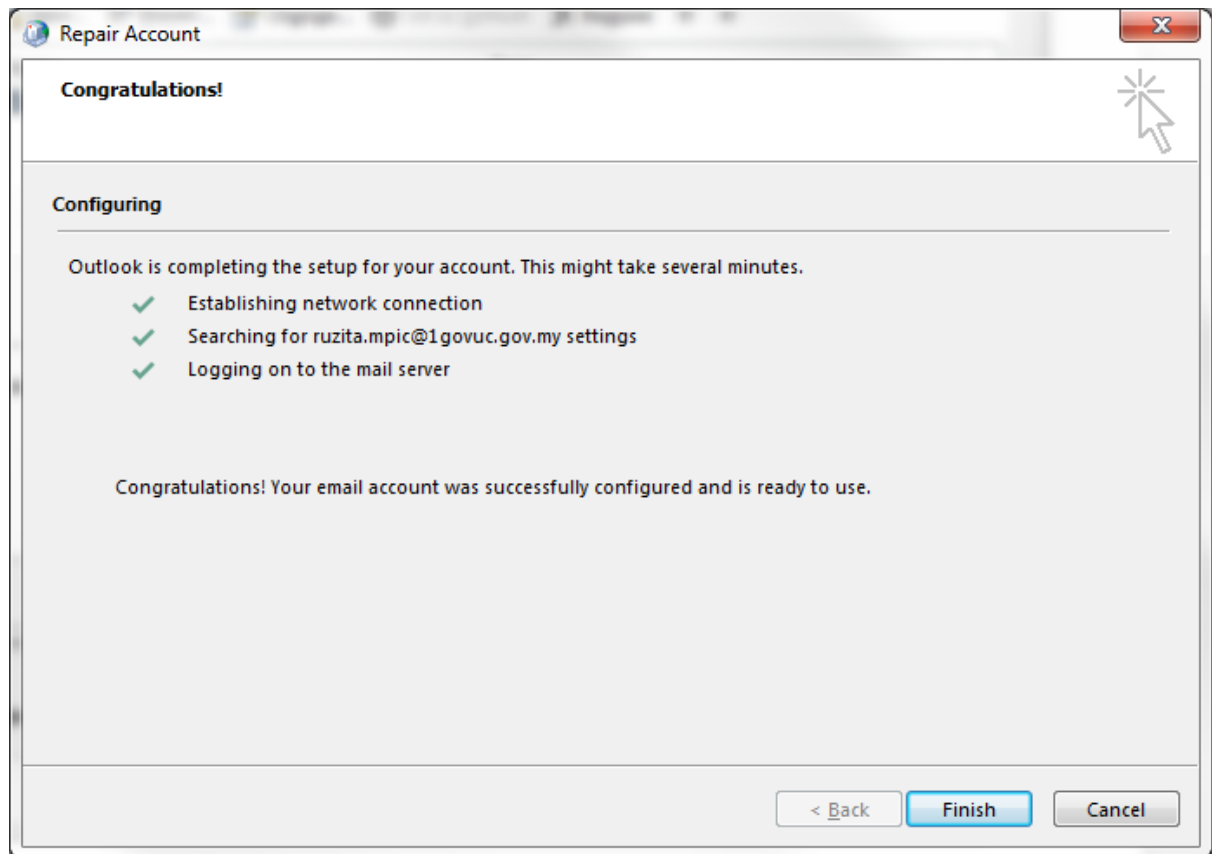 Repair Account
Congratulations!
Configuring
Outlook is completing the setup for your account. This might take several minutes.
Establishing network connection
Searching for ruzita.mpic@1govuc.gov.my settings
Logging on to the mail server
Congratulations! Your email account was successfully configured and is ready to use.
< Back Finish Cancel